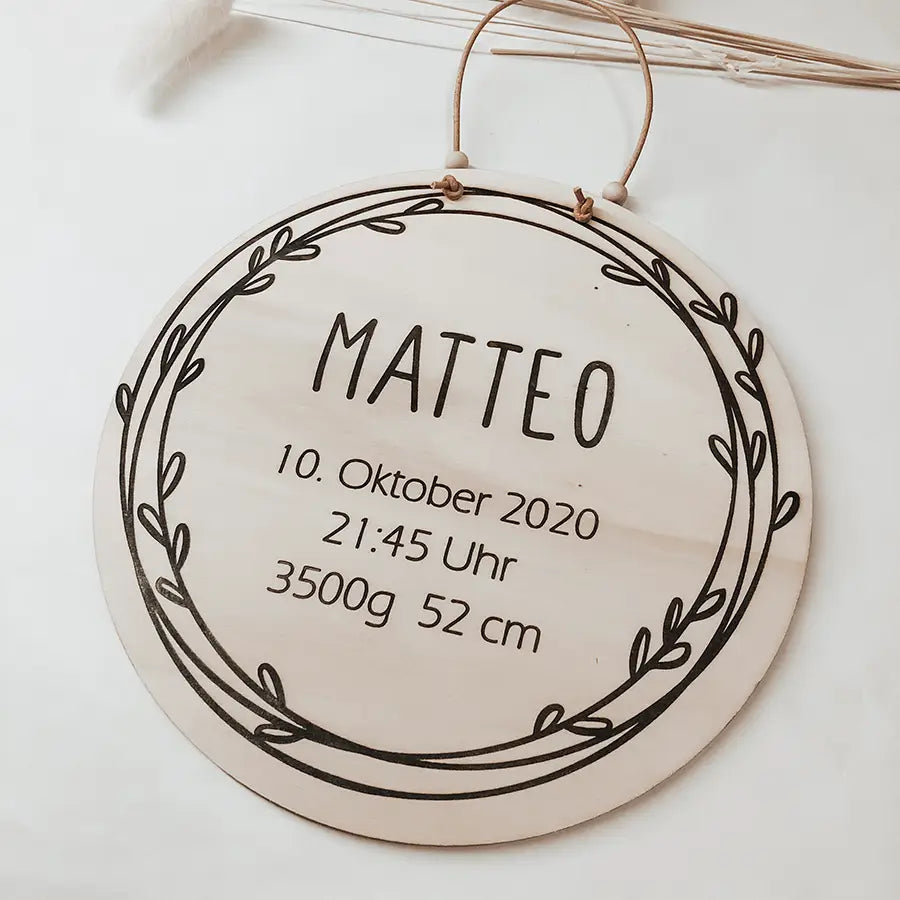 MATTEO
10. Oktober 2020
21:45 Uhr
3500g 52 cm